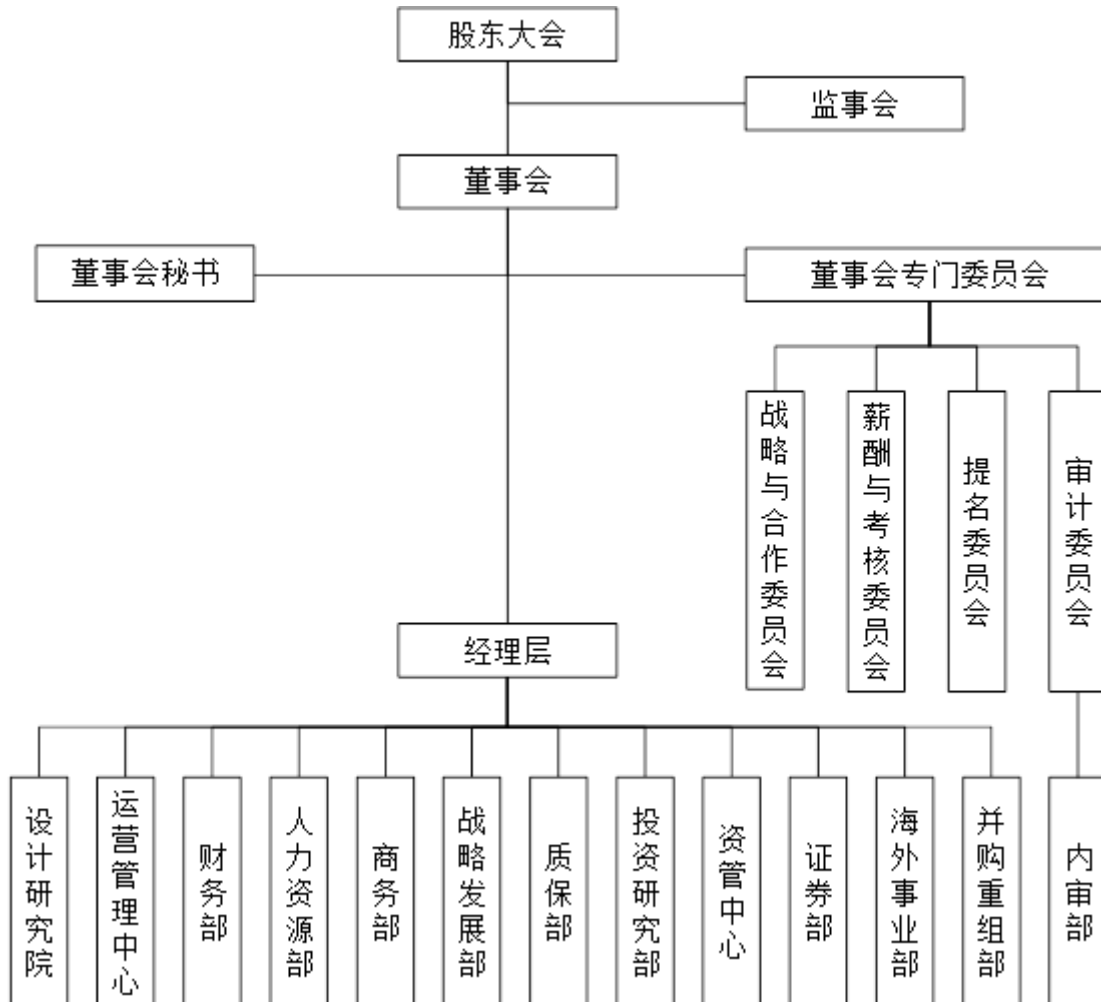 股东大会
监事会
董事会
董事会秘书
董事会专门委员会
战略与合作委员会
薪酬与考核委员会
提名委员会
审计委员会
经理层
设计研究院
运营管理中心
财务部
人力资源部
商务部
战略发展部
质保部
投资研究部
资管中心
证券部
海外事业部
并购重组部
内审部